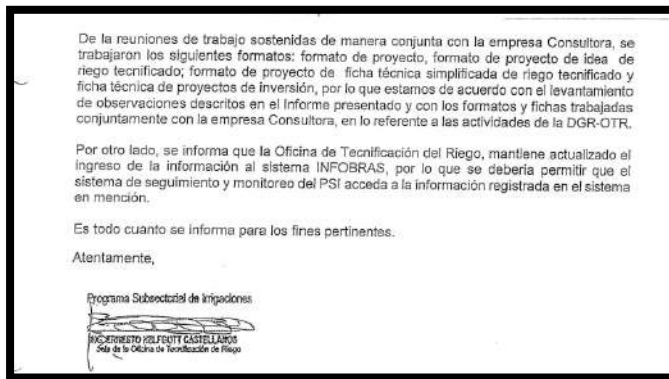 De la reuniones de trabajo sostenidas de manera conjunta con la empresa Consultora, se
trabajaron los siguientes formatos: formato de proyecto, formato de proyecto de idea de
riego tecnificado; formato de proyecto de ficha técnica simplificada de riego tecnificado y
ficha técnica de proyectos de inversión, por lo que estamos de acuerdo con el levantamiento
de observaciones descritos en el Informe presentado y con los formatos y fichas trabajadas
conjuntamente con la empresa Consultora, en lo referente a las actividades de la DGR-OTR.
Por otro lado, se informa que la Oficina de Tecnificación del Riego, mantiene actualizado el
ingreso de la información al sistema INFOBRAS, por lo que se debería permitir que el
sistema de seguimiento y monitoreo del PSI acceda a la información registrada en el sistema
en mención.
Es todo cuanto se informa para los fines pertinentes.
Atentamente,
Programa Subsectorial de Irrigaciones
ERNESTO CASTELLANOS
Jefe de la Oficina de Tecnificación de Riego